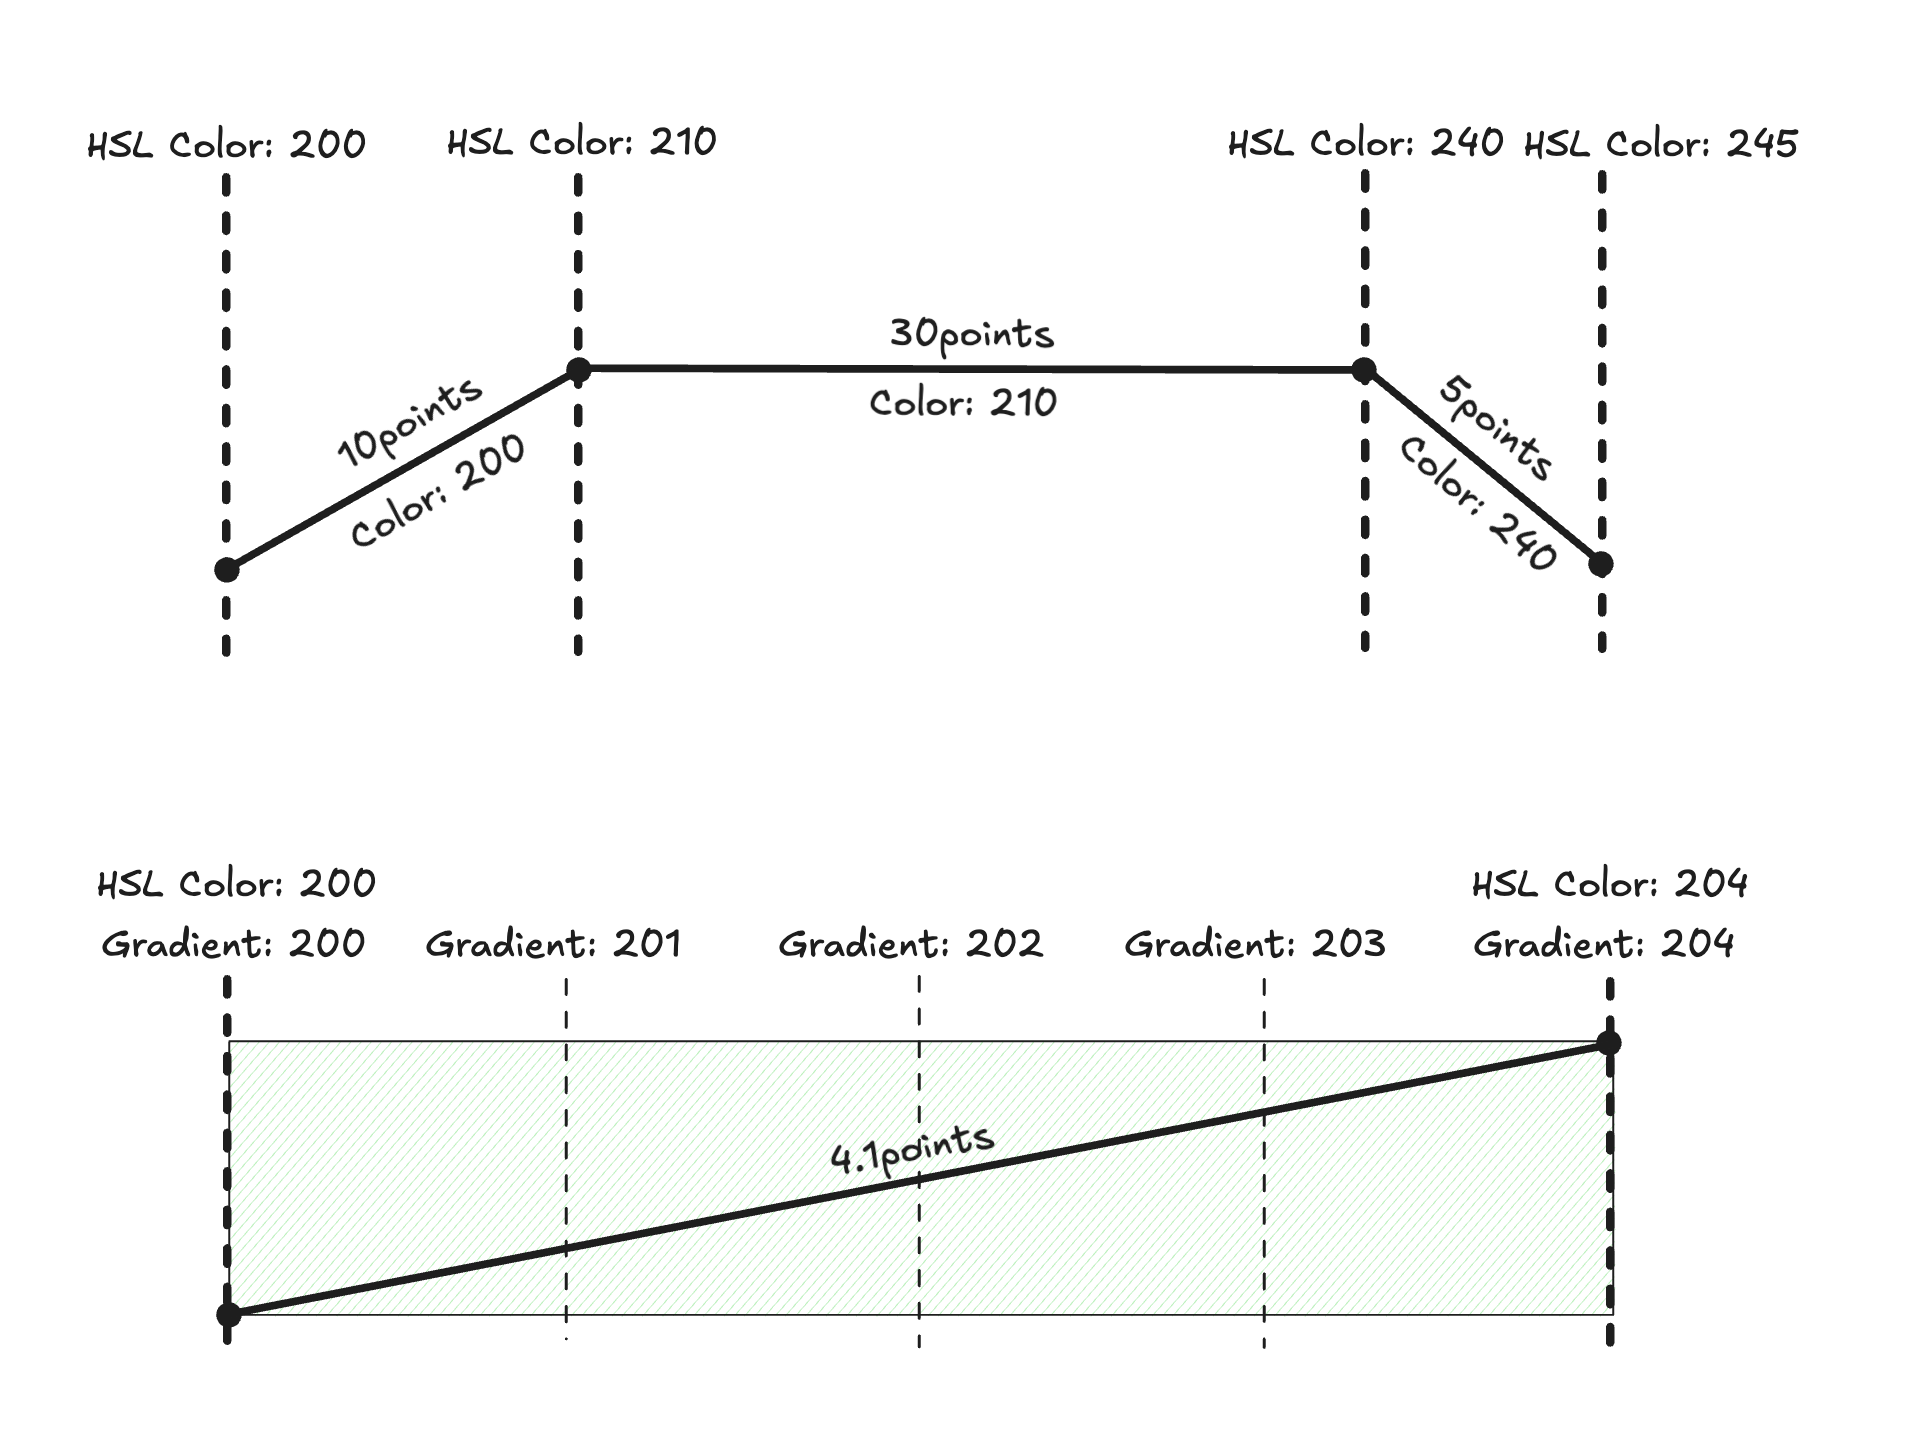 HSL Color: 200
HSL Color: 210
HSL Color: 240
HSL Color: 245
10points
Color: 200
30points
Color: 210
5points
Color: 240
HSL Color: 200
HSL Color: 204
Gradient: 200
Gradient: 201
Gradient: 202
Gradient: 203
Gradient: 204
4.1points